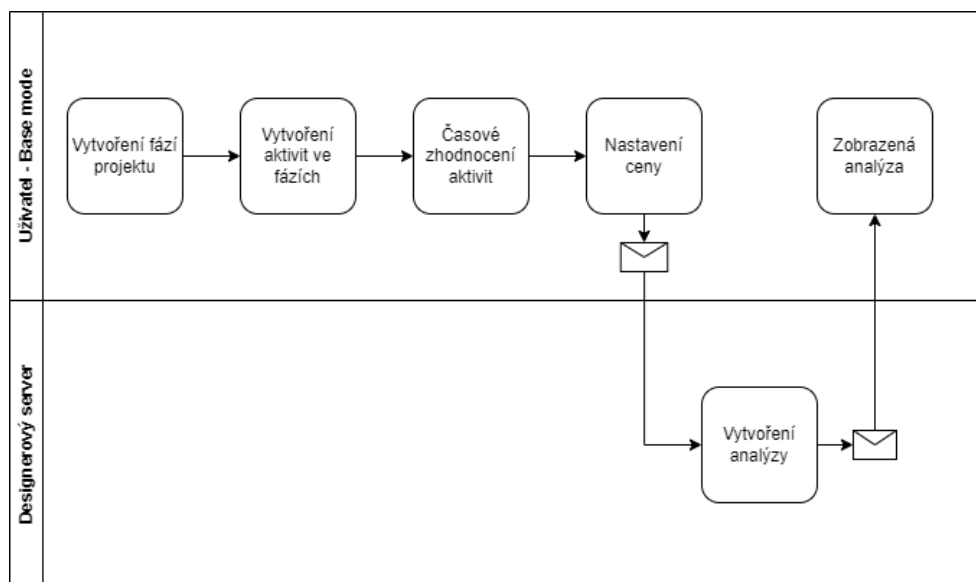 Uživatel - Base mode
Vytvoření fází
projektu
Vytvoření
aktivit ve
fázích
Časové
zhodnocení
aktivit
Nastavení
ceny
Zobrazená
analýza
Designerový server
Vytvoření
analýzy